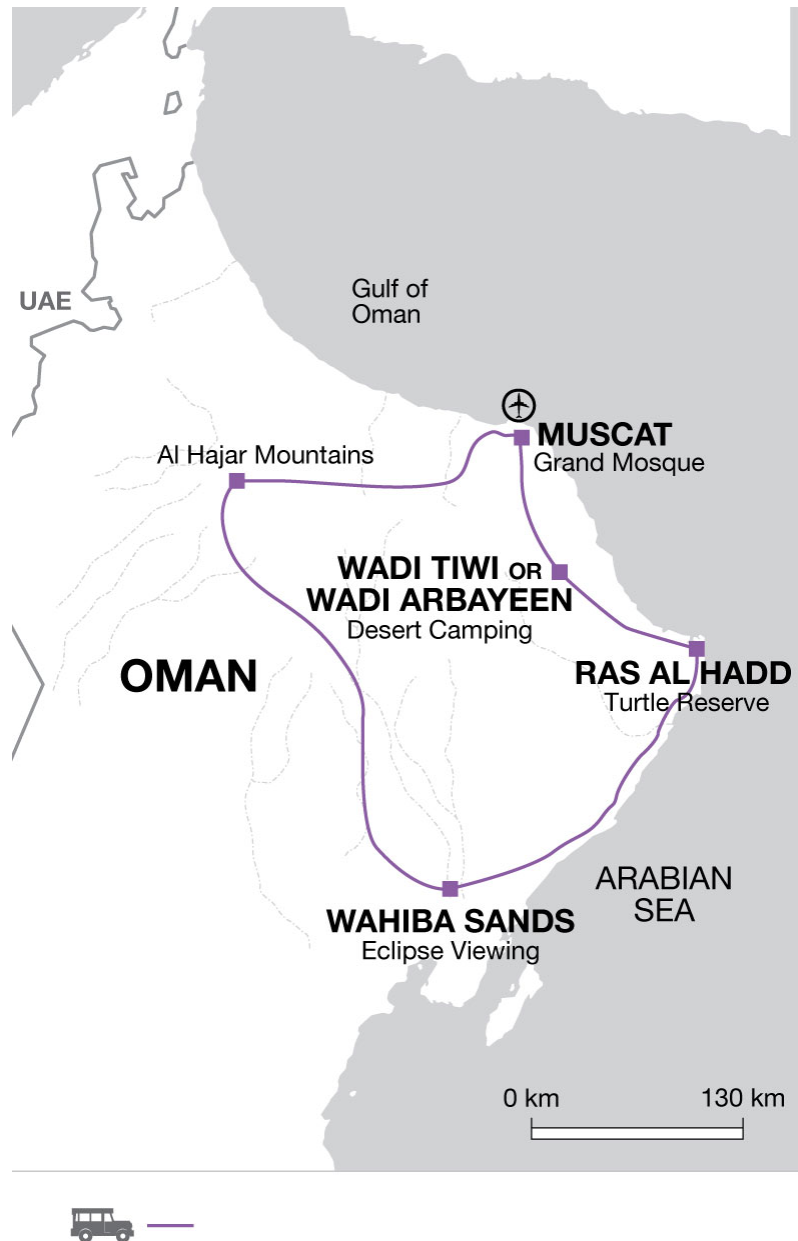 Gulf of
Oman
UAE
MUSCAT
Grand Mosque
Al Hajar Mountains
WADI TIWI OR
WADI ARBAYEEN
Desert Camping
OMAN
RAS AL HADD
Turtle Reserve
ARABIAN
SEA
WAHIBA SANDS
Eclipse Viewing
0 km 130 km